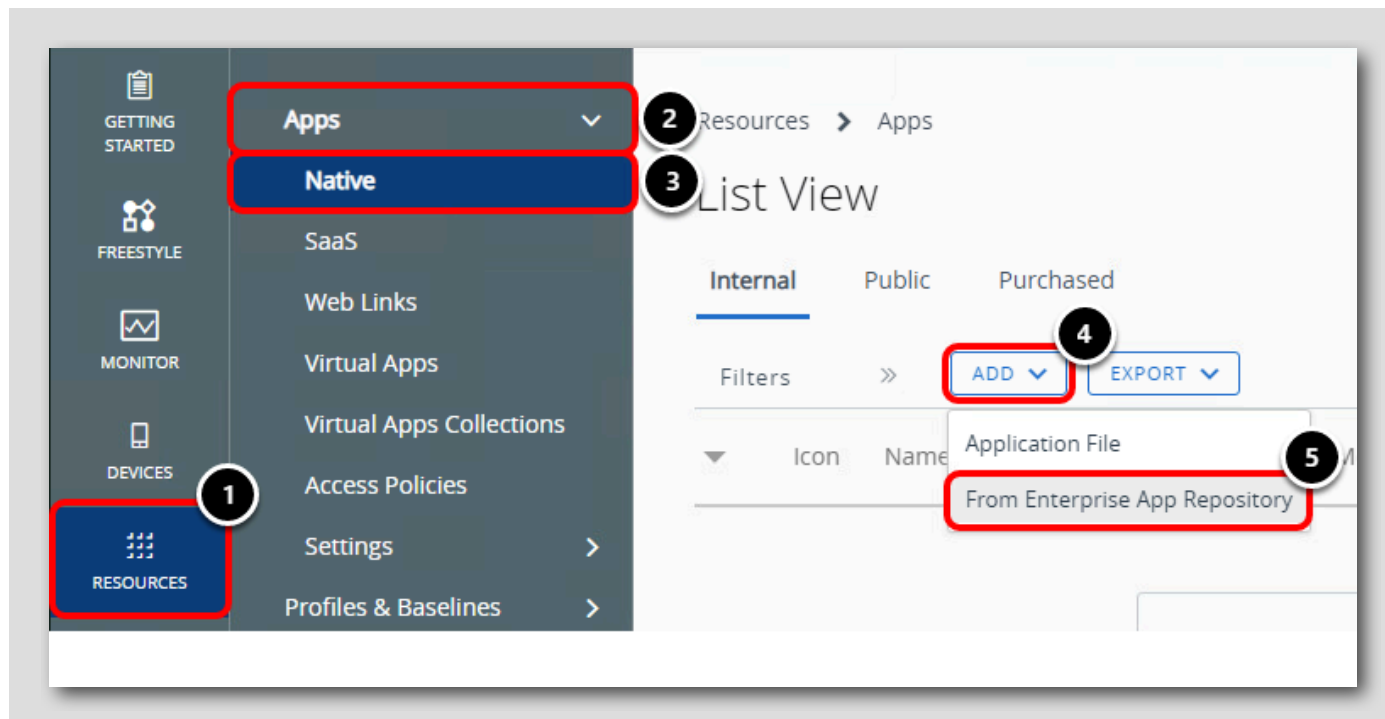 GETTING
STARTED
FREESTYLE
MONITOR
DEVICES
1
RESOURCES
Apps
2
Native
3
SaaS
Web Links
Virtual Apps
Virtual Apps Collections
Access Policies
Settings
Profiles & Baselines
Resources > Apps
List View
Internal Public Purchased
4
Filters » ADD EXPORT
Icon Name
Application File
5
From Enterprise App Repository